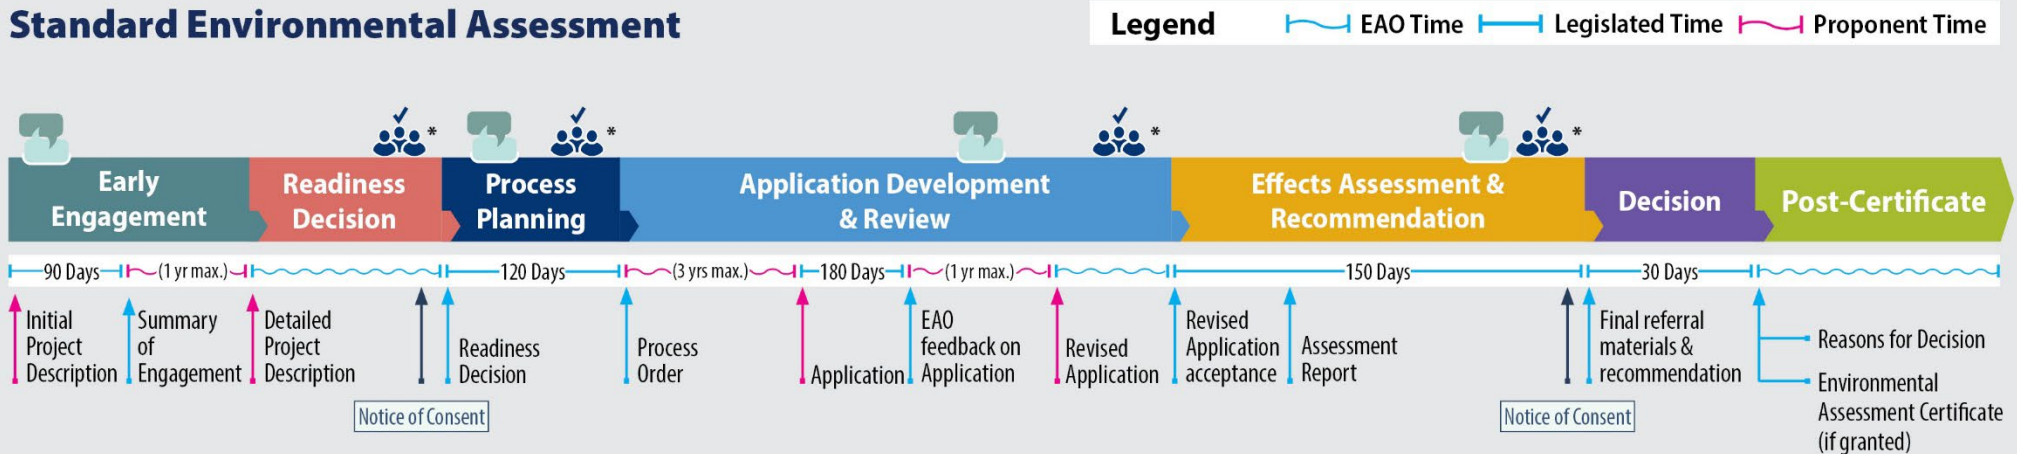 Standard Environmental Assessment
Legend
EAO Time
Legislated Time
Proponent Time
*
*
*
*
Early
Engagement
Readiness
Decision
Process
Planning
Application Development
& Review
Effects Assessment &
Recommendation
Decision
Post-Certificate
90 Days
(1 yr max.)
120 Days
(3 yrs max.)
180 Days
(1 yr max.)
150 Days
30 Days
Initial
Project
Description
Summary
of
Engagement
Detailed
Project
Description
Notice of Consent
Readiness
Decision
Process
Order
Application
EAO
feedback on
Application
Revised
Application
Revised
Application
acceptance
Assessment
Report
Notice of Consent
Final referral
materials &
recommendation
Reasons for Decision
Environmental
Assessment Certificate
(if granted)